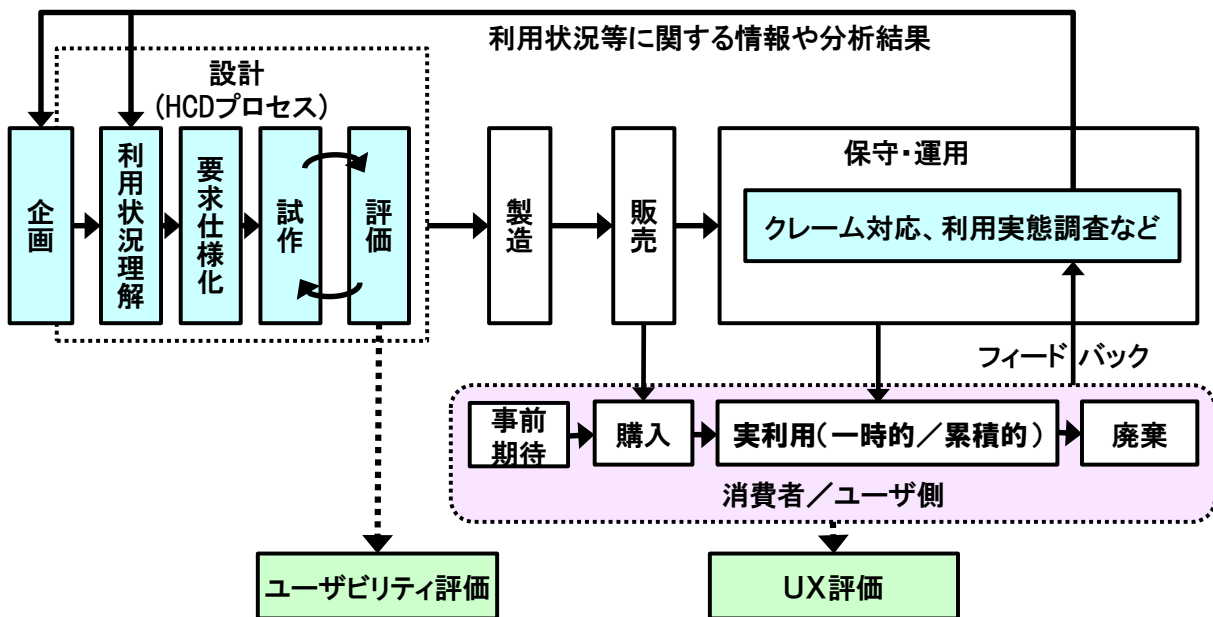 利用状況等に関する情報や分析結果
設計
(HCDプロセス)
企画
利用状況理解
要求仕様化
試作
評価
製造
販売
保守・運用
クレーム対応、利用実態調査など
フィードバック
事前
期待
購入
実利用(一時的/累積的)
廃棄
消費者/ユーザ側
ユーザビリティ評価
UX評価